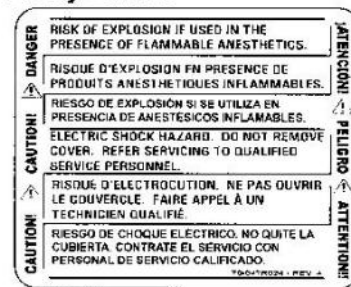 DANGER
CAUTION!
CAUTION!
RISK OF EXPLOSION IF USED IN THE
PRESENCE OF FLAMMABLE ANESTHETICS.
RISQUE D'EXPLOSION EN PRESENCE DE
PRODUITS ANESTHETIQUES INFLAMMABLES.
RIESGO DE EXPLOSIÓN SI SE UTILIZA EN
PRESENCIA DE ANESTESICOS INFLAMABLES.
ELECTRIC SHOCK HAZARD. DO NOT REMOVE
COVER. REFER SERVICING TO QUALIFIED
SERVICE PERSONNEL.
RISQUE D'ELECTROCUTION. NE PAS OUVRIR
LE COUVERCLE. FAIRE APPEL À UN
TECHNICIEN QUALIFIÉ.
RIESGO DE CHOQUE ELÉCTRICO. NO QUITE LA
CUBIERTA. CONTRATE EL SERVICIO CON
PERSONAL DE SERVICIO CALIFICADO.
REV A
¡ATENCIÓN!
PELIGRO
ATTENTION!!